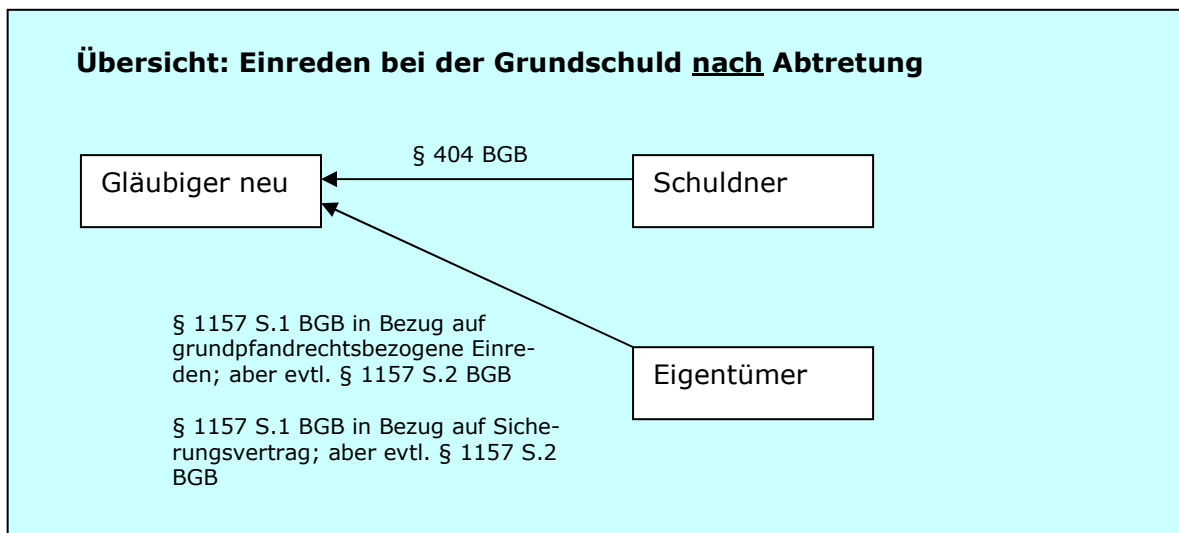 Übersicht: Einreden bei der Grundschuld nach Abtretung
§ 404 BGB
Gläubiger neu
Schuldner
§ 1157 S.1 BGB in Bezug auf
grundpfandrechtsbezogene Einre-
den; aber evtl. § 1157 S.2 BGB
Eigentümer
§ 1157 S.1 BGB in Bezug auf Siche-
rungsvertrag; aber evtl. § 1157 S.2
BGB